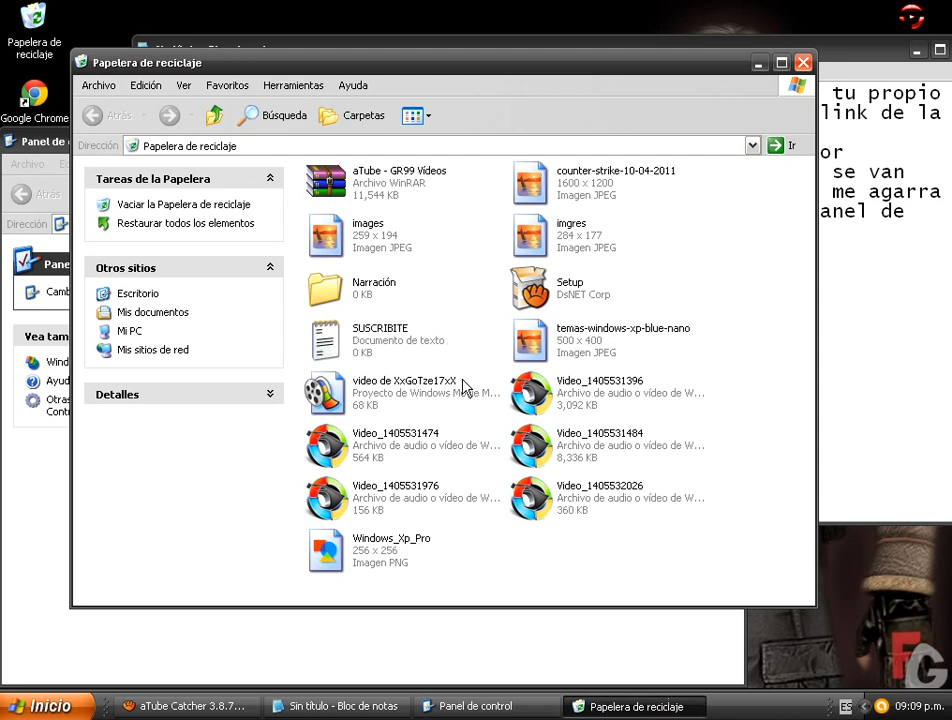 Papelera de
reciclaje
Google Chrome
Panel de
Archivo
Atrás
Dirección
Pane
Camb
Vea tam
Wind
Ayud
Otras
Cont
Papelera de reciclaje
Archivo Edición Ver Favoritos Herramientas Ayuda
Atrás Búsqueda Carpetas
Dirección Papelera de reciclaje Ir
Tareas de la Papelera
Vaciar la Papelera de reciclaje
Restaurar todos los elementos
Otros sitios
Escritorio
Mis documentos
Mi PC
Mis sitios de red
Detalles
aTube - GR99 Vídeos
Archivo WinRAR
11,544 KB
counter-strike-10-04-2011
1600 x 1200
Imagen JPEG
images
259 x 194
Imagen JPEG
imgres
284 x 177
Imagen JPEG
Narración
0 KB
Setup
DsNET Corp
SUSCRIBITE
Documento de texto
0 KB
temas-windows-xp-blue-nano
500 x 400
Imagen JPEG
video de XxGoTze17xX
Proyecto de Windows Movie M...
68 KB
Video_1405531396
Archivo de audio o vídeo de W...
3,092 KB
Video_1405531474
Archivo de audio o vídeo de W...
564 KB
Video_1405531484
Archivo de audio o vídeo de W...
8,336 KB
Video_1405531976
Archivo de audio o vídeo de W...
156 KB
Video_1405532026
Archivo de audio o vídeo de W...
360 KB
Windows_Xp_Pro
256 x 256
Imagen PNG
tu propio
link de la
or
se van
me agarra
anel de
FG
Inicio aTube Catcher 3.8.7... Sin título - Bloc de notas Panel de control Papelera de reciclaje ES 09:09 p.m.